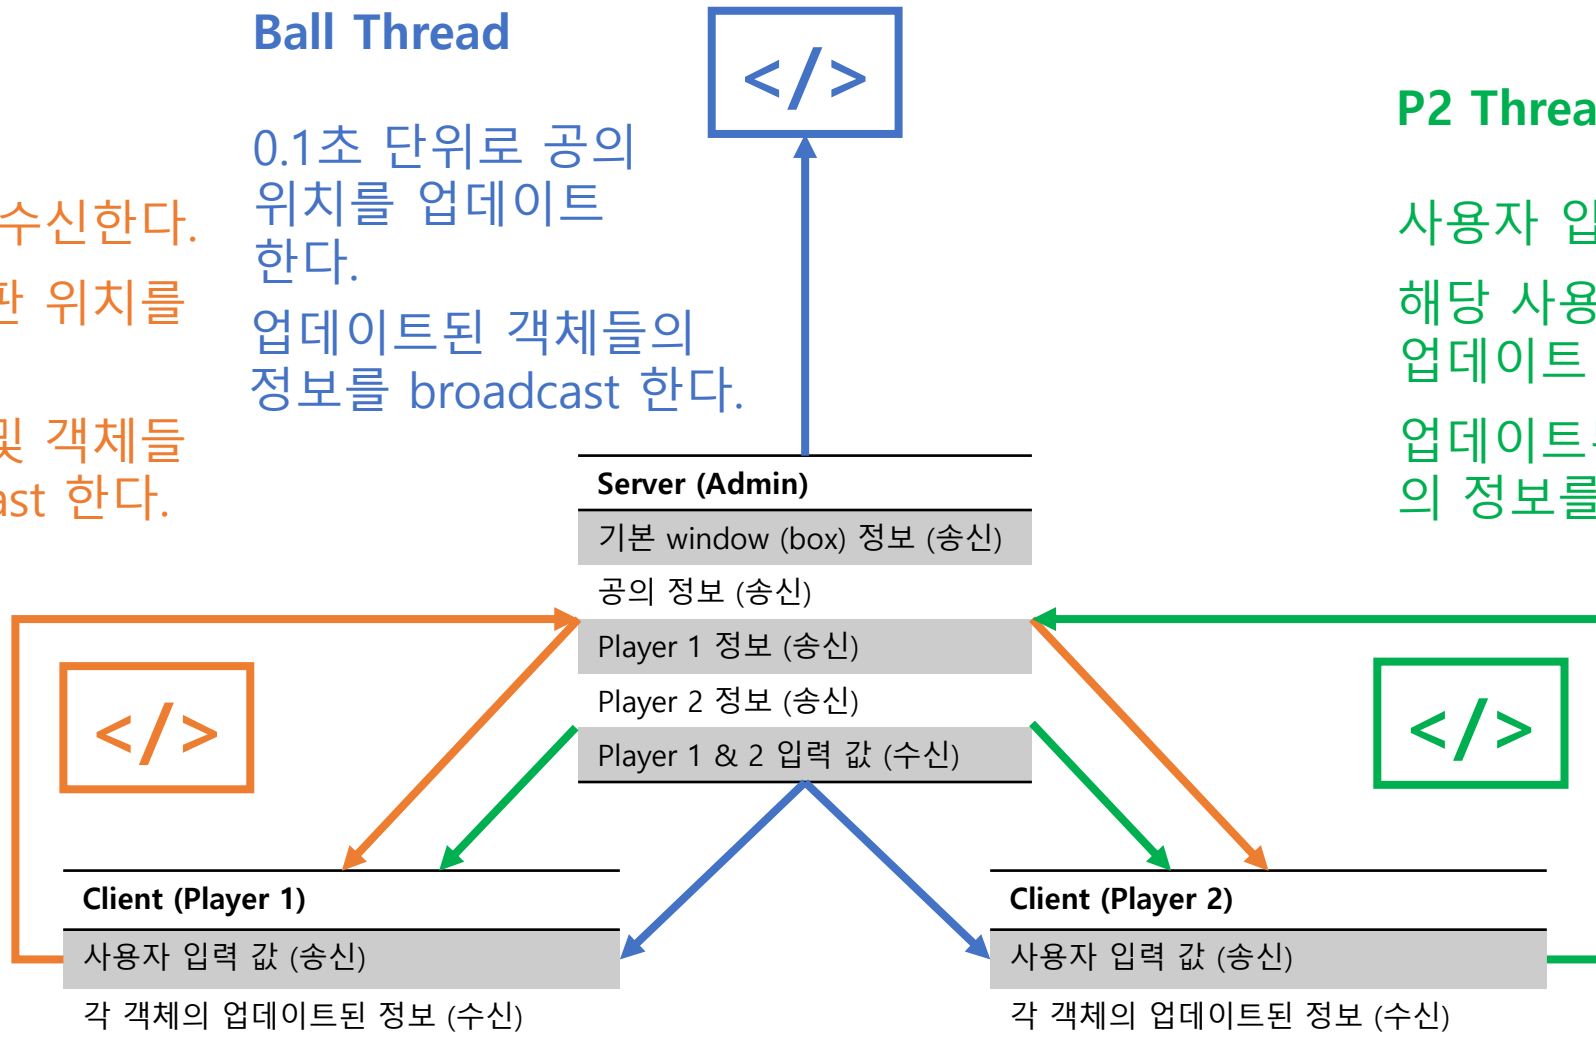 Ball Thread
0.1초 단위로 공의
위치를 업데이트
한다.
업데이트된 객체들의
정보를 broadcast 한다.
</>
수신한다.
위치를
및 객체들
ast 한다.
P2 Threa
사용자 입
해당 사용
업데이트
업데이트
의 정보를
Server (Admin)
기본 window (box) 정보 (송신)
공의 정보 (송신)
Player 1 정보 (송신)
Player 2 정보 (송신)
Player 1 & 2 입력 값 (수신)
</>
</>
Client (Player 1)
사용자 입력 값 (송신)
각 객체의 업데이트된 정보 (수신)
Client (Player 2)
사용자 입력 값 (송신)
각 객체의 업데이트된 정보 (수신)